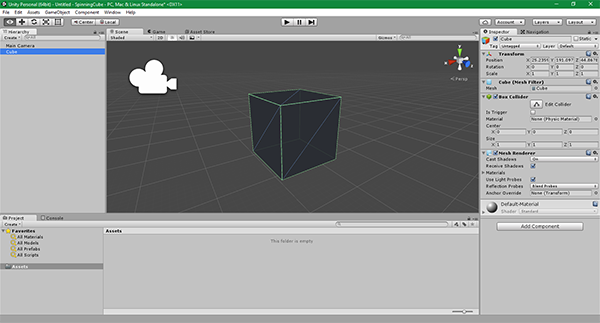 Unity Personal (64bit) - Untitled - SpinningCube - PC, Mac & Linux Standalone* <DX11>
File Edit Assets GameObject Component Window Help
Center Local Account Layers Layout
Hierarchy
Create All
Main Camera
Cube
Scene Game Asset Store
Shaded 2D Gizmos All
y
x
z
Persp
Inspector Navigation
Cube Static
Tag Untagged Layer Default
Transform
Position X Y 195.097 Z
Rotation X 0 Y 0 Z 0
Scale X 1 Y 1 Z 1
Cube (Mesh Filter)
Mesh Cube
Box Collider
Edit Collider
Is Trigger
Material None (Physic Material)
Center
X 0 Y 0 Z 0
Size
X 1 Y 1 Z 1
Mesh Renderer
Cast Shadows On
Receive Shadows
Materials
Use Light Probes
Reflection Probes Blend Probes
Anchor Override None (Transform)
Default-Material
Shader Standard
Add Component
Project Console
Create
Favorites
All Materials
All Models
All Prefabs
All Scripts
Assets
Assets
This folder is empty